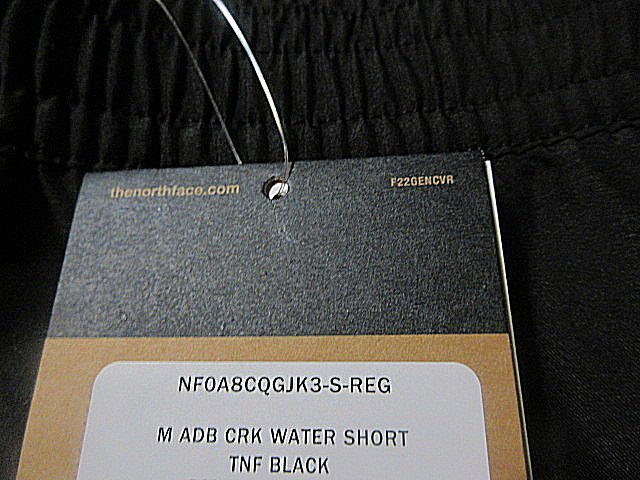 thenorthface.com F22GENCVR
NF0A8CQGJK3-S-REG
M ADB CRK WATER SHORT
TNF BLACK